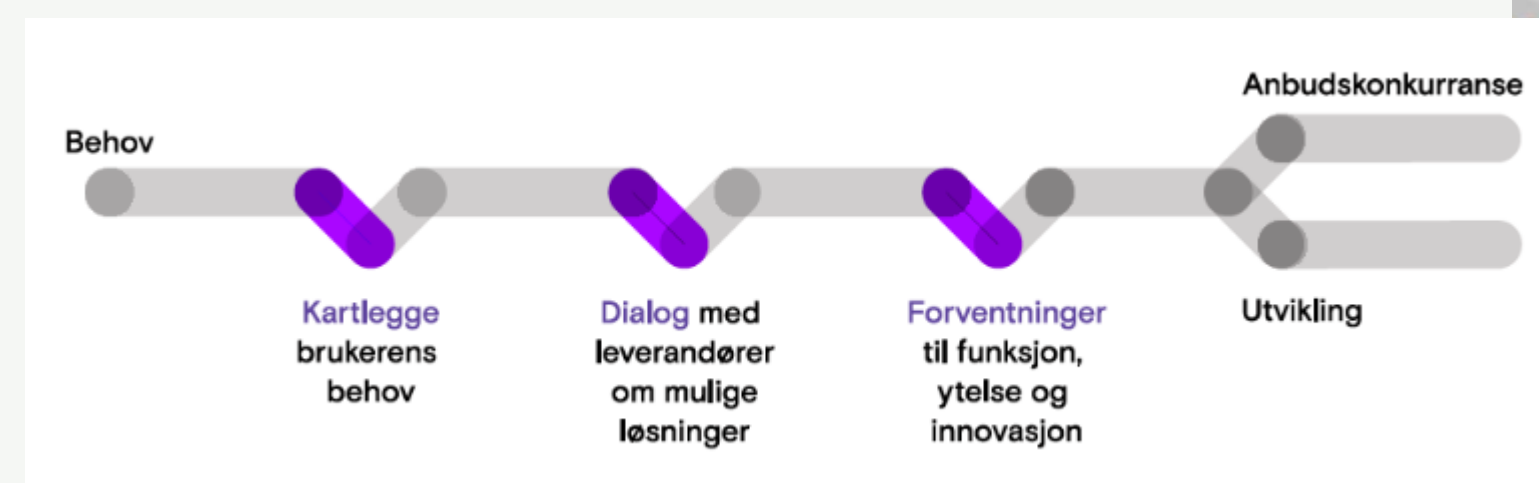 Behov
Kartlegge
brukerens
behov
Dialog med
leverandører
om mulige
løsninger
Forventninger
til funksjon,
ytelse og
innovasjon
Anbudskonkurranse
Utvikling